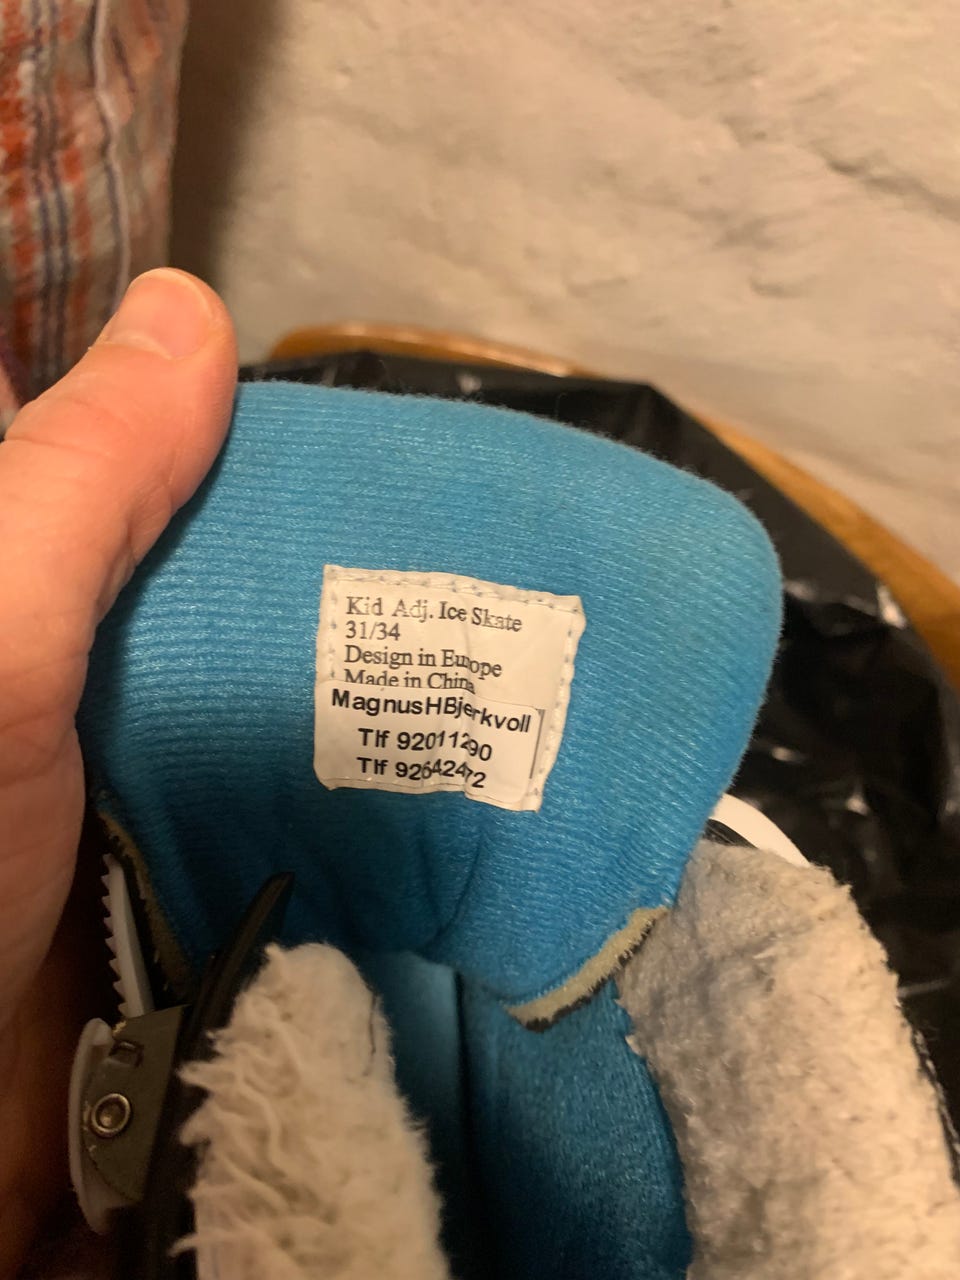 Kid Adj. Ice Skate
31/34
Design in Europe
Made in China
MagnusHBjerkvoll
Tlf 92011290
Tlf 92642472